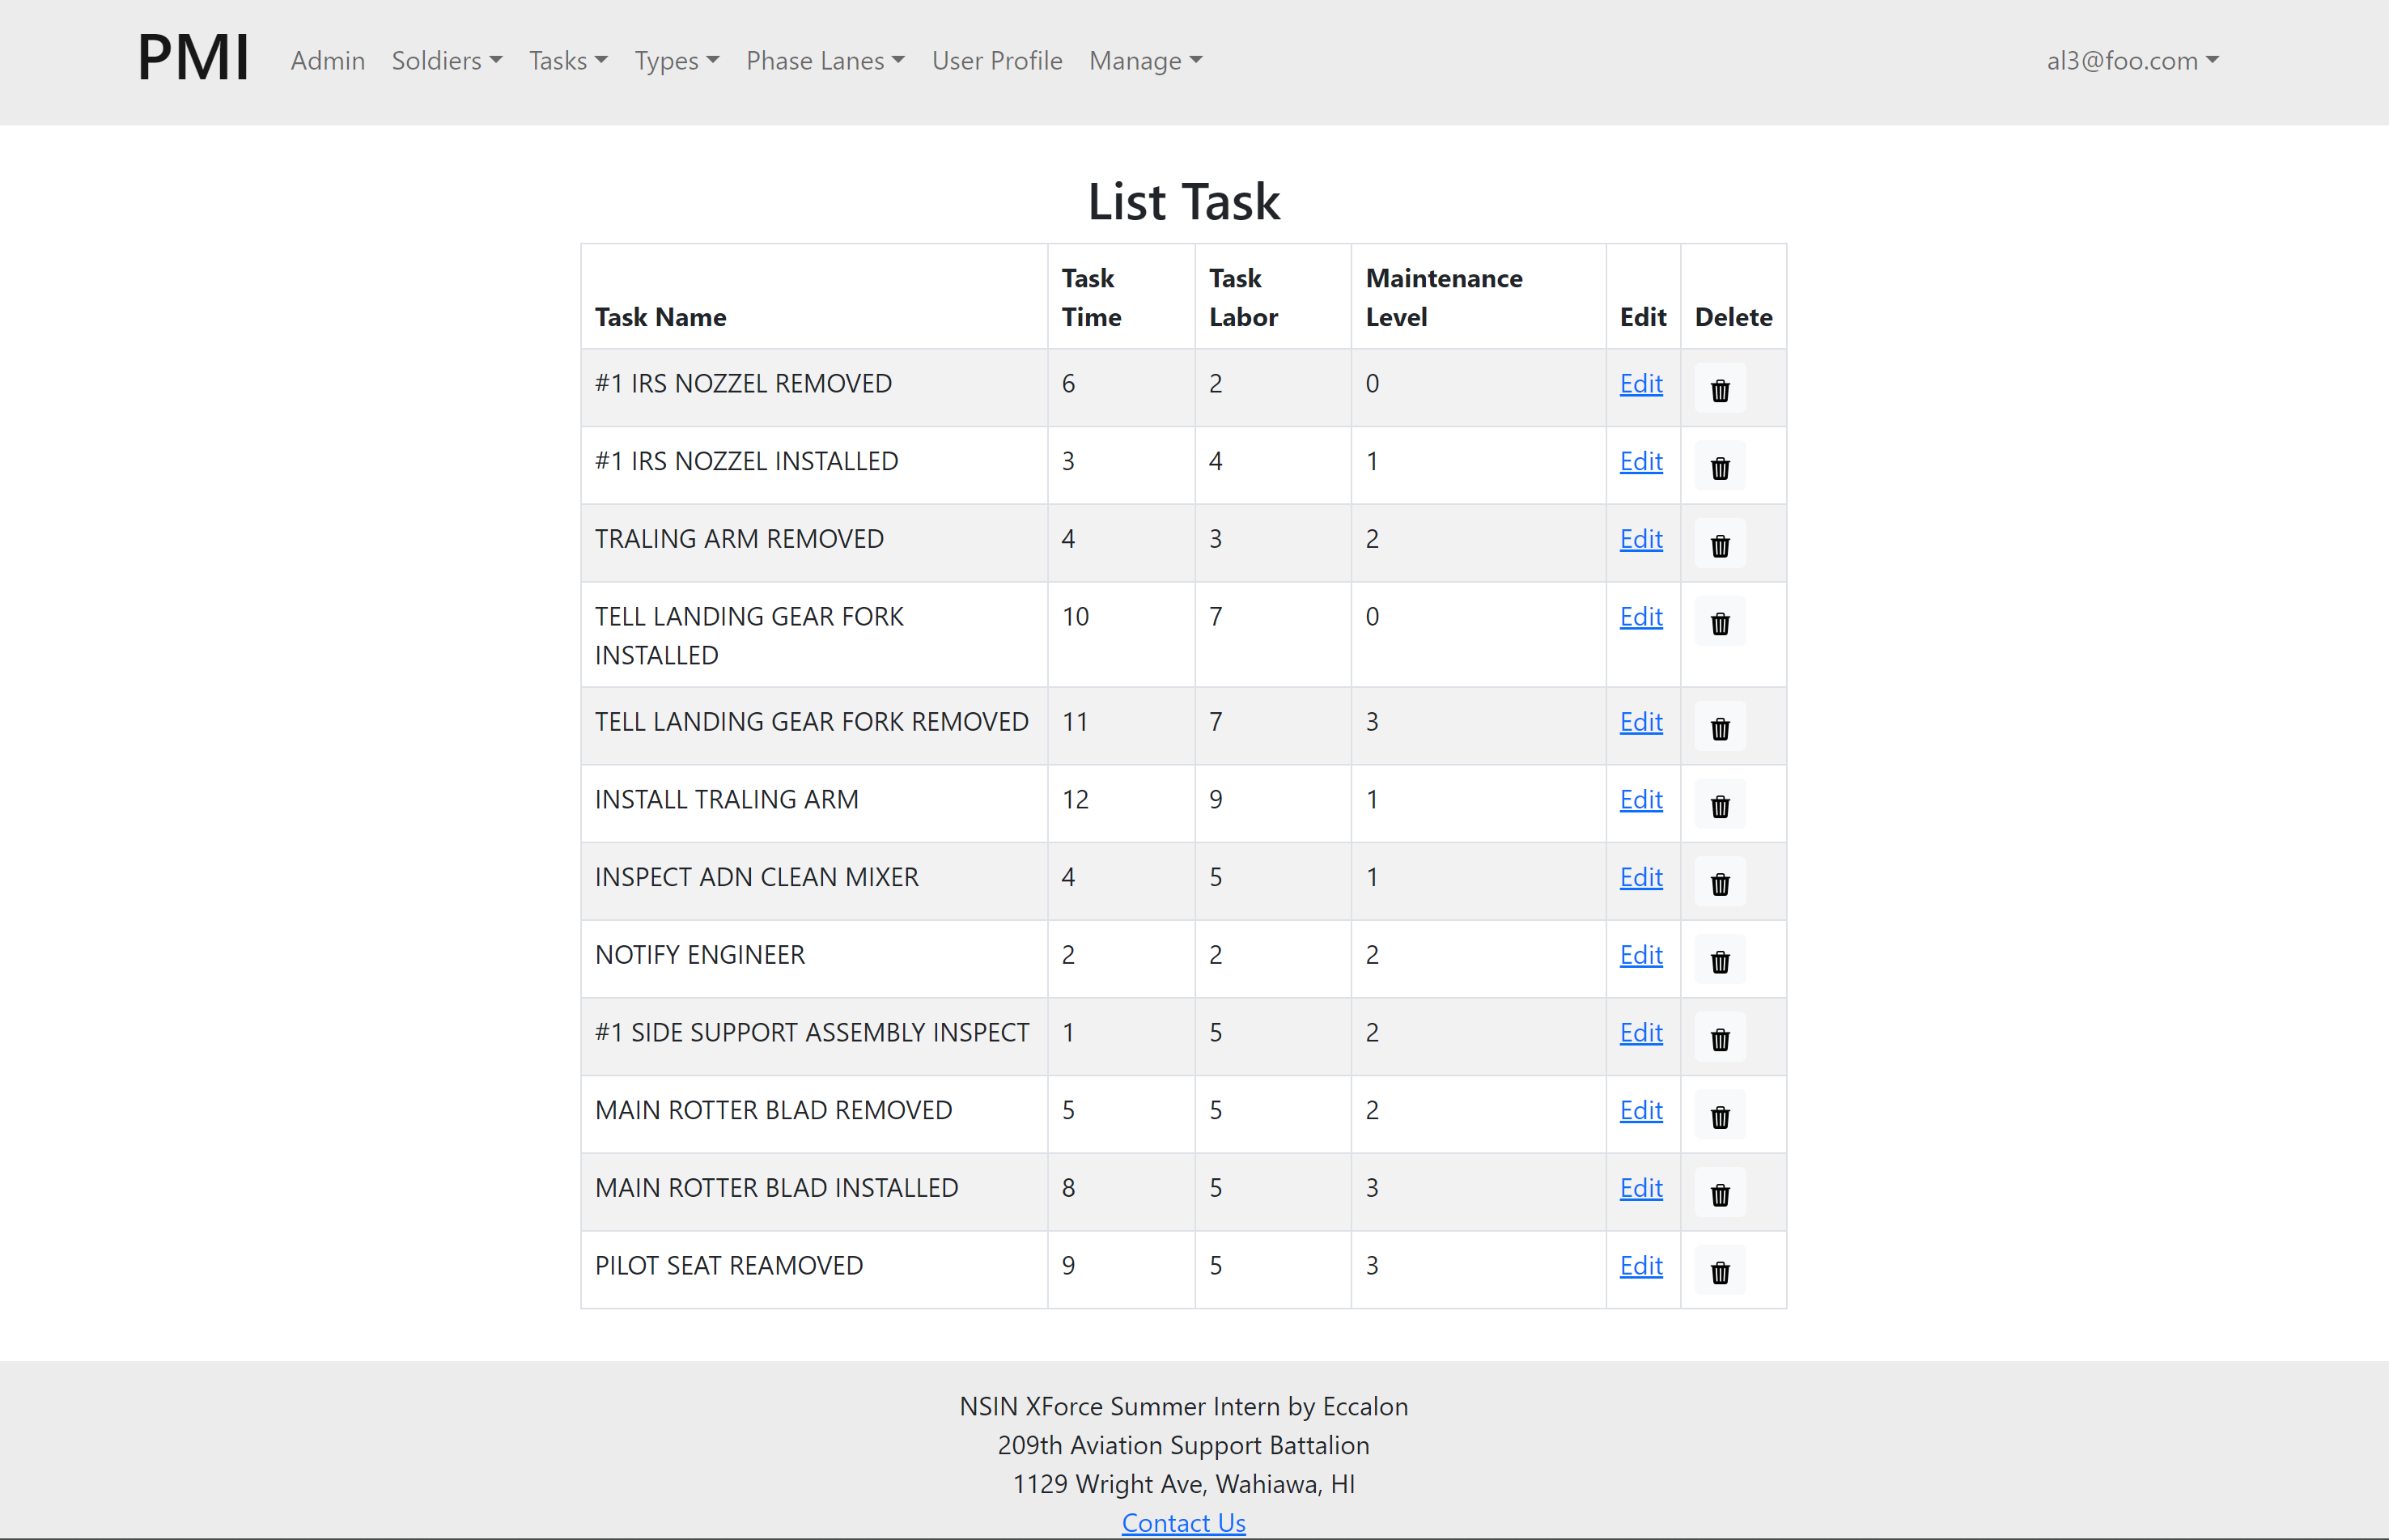 PMI Admin Soldiers Tasks Types Phase Lanes User Profile Manage al3@foo.com
List Task
Task Name Task Time Task Labor Maintenance Level Edit Delete
#1 IRS NOZZEL REMOVED 6 2 0 Edit
#1 IRS NOZZEL INSTALLED 3 4 1 Edit
TRALING ARM REMOVED 4 3 2 Edit
TELL LANDING GEAR FORK INSTALLED 10 7 0 Edit
TELL LANDING GEAR FORK REMOVED 11 7 3 Edit
INSTALL TRALING ARM 12 9 1 Edit
INSPECT ADN CLEAN MIXER 4 5 1 Edit
NOTIFY ENGINEER 2 2 2 Edit
#1 SIDE SUPPORT ASSEMBLY INSPECT 1 5 2 Edit
MAIN ROTTER BLAD REMOVED 5 5 2 Edit
MAIN ROTTER BLAD INSTALLED 8 5 3 Edit
PILOT SEAT REAMOVED 9 5 3 Edit
NSIN XForce Summer Intern by Eccalon
209th Aviation Support Battalion
1129 Wright Ave, Wahiawa, HI
Contact Us